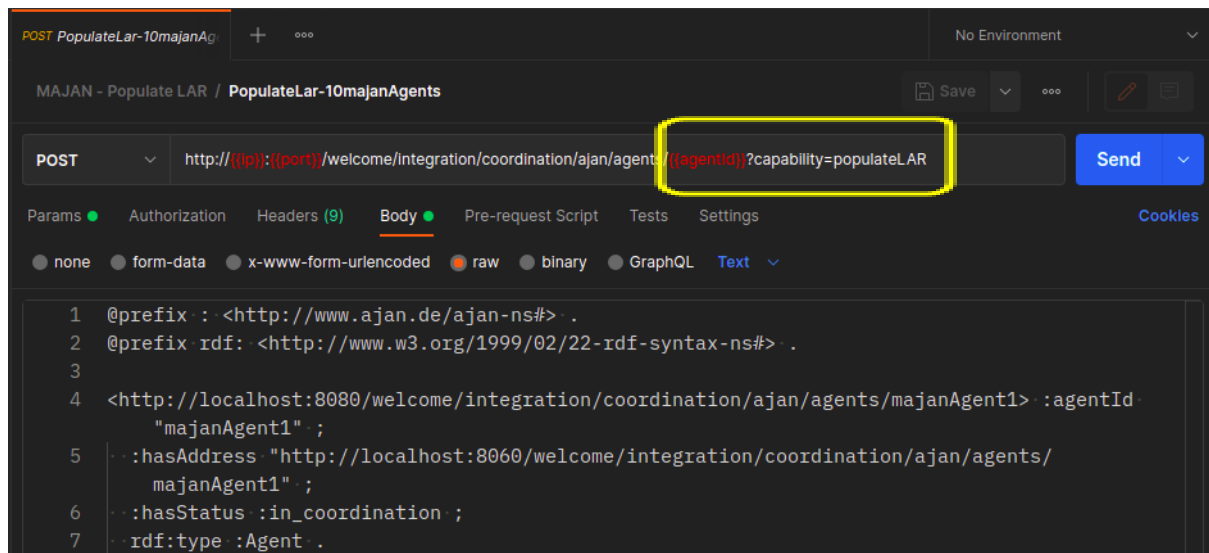 POST PopulateLar-10majanAg
No Environment
MAJAN - Populate LAR / PopulateLar-10majanAgents
Save
POST http://{{ip}}:{{port}}/welcome/integration/coordination/ajan/agents/{{agentId}}?capability=populateLAR Send
Params Authorization Headers (9) Body Pre-request Script Tests Settings Cookies
none form-data x-www-form-urlencoded raw binary GraphQL Text
1 @prefix : <http://www.ajan.de/ajan-ns#> .
2 @prefix rdf: <http://www.w3.org/1999/02/22-rdf-syntax-ns#> .
3
4 <http://localhost:8080/welcome/integration/coordination/ajan/agents/majanAgent1> :agentId
"majanAgent1" ;
5 :hasAddress "http://localhost:8060/welcome/integration/coordination/ajan/agents/
majanAgent1" ;
6 :hasStatus :in_coordination ;
7 rdf:type :Agent .